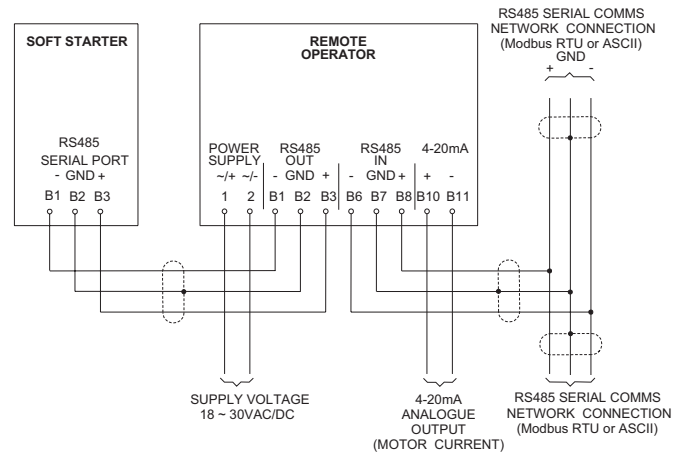 RS485 SERIAL COMMS
NETWORK CONNECTION
(Modbus RTU or ASCII)
GND
+ -
SOFT STARTER
RS485
SERIAL PORT
- GND +
B1 B2 B3
REMOTE
OPERATOR
POWER
SUPPLY
~/+ ~/-
1 2
RS485
OUT
- GND +
B1 B2 B3
RS485
IN
- GND +
B6 B7 B8
4-20mA
+ -
B10 B11
SUPPLY VOLTAGE
18 ~ 30VAC/DC
4-20mA
ANALOGUE
OUTPUT
(MOTOR CURRENT)
RS485 SERIAL COMMS
NETWORK CONNECTION
(Modbus RTU or ASCII)